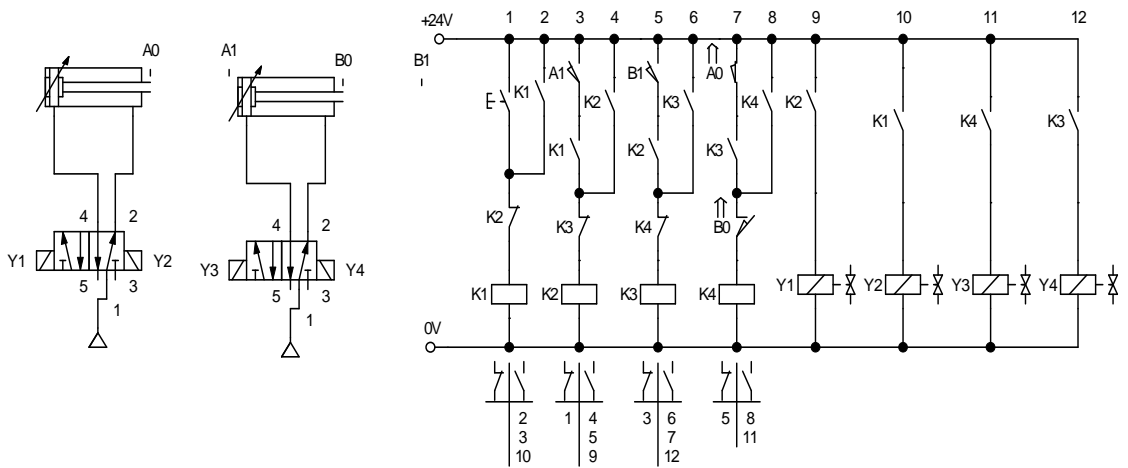 1 2 3 4 5 6 7 8 9 10 11 12
+24V
A0 A1 B0 B1
A1 B1 A0
K1 K2 K3 K4 K2
K1 K4 K3
K1 K2 K3
4 2 4 2
K2 K3 K4 B0
Y1 Y2 Y3 Y4
5 3 5 3
1 1
K1 K2 K3 K4 Y1 Y2 Y3 Y4
0V
2 1 4 3 6 5 8
3 5 7 11
10 9 12